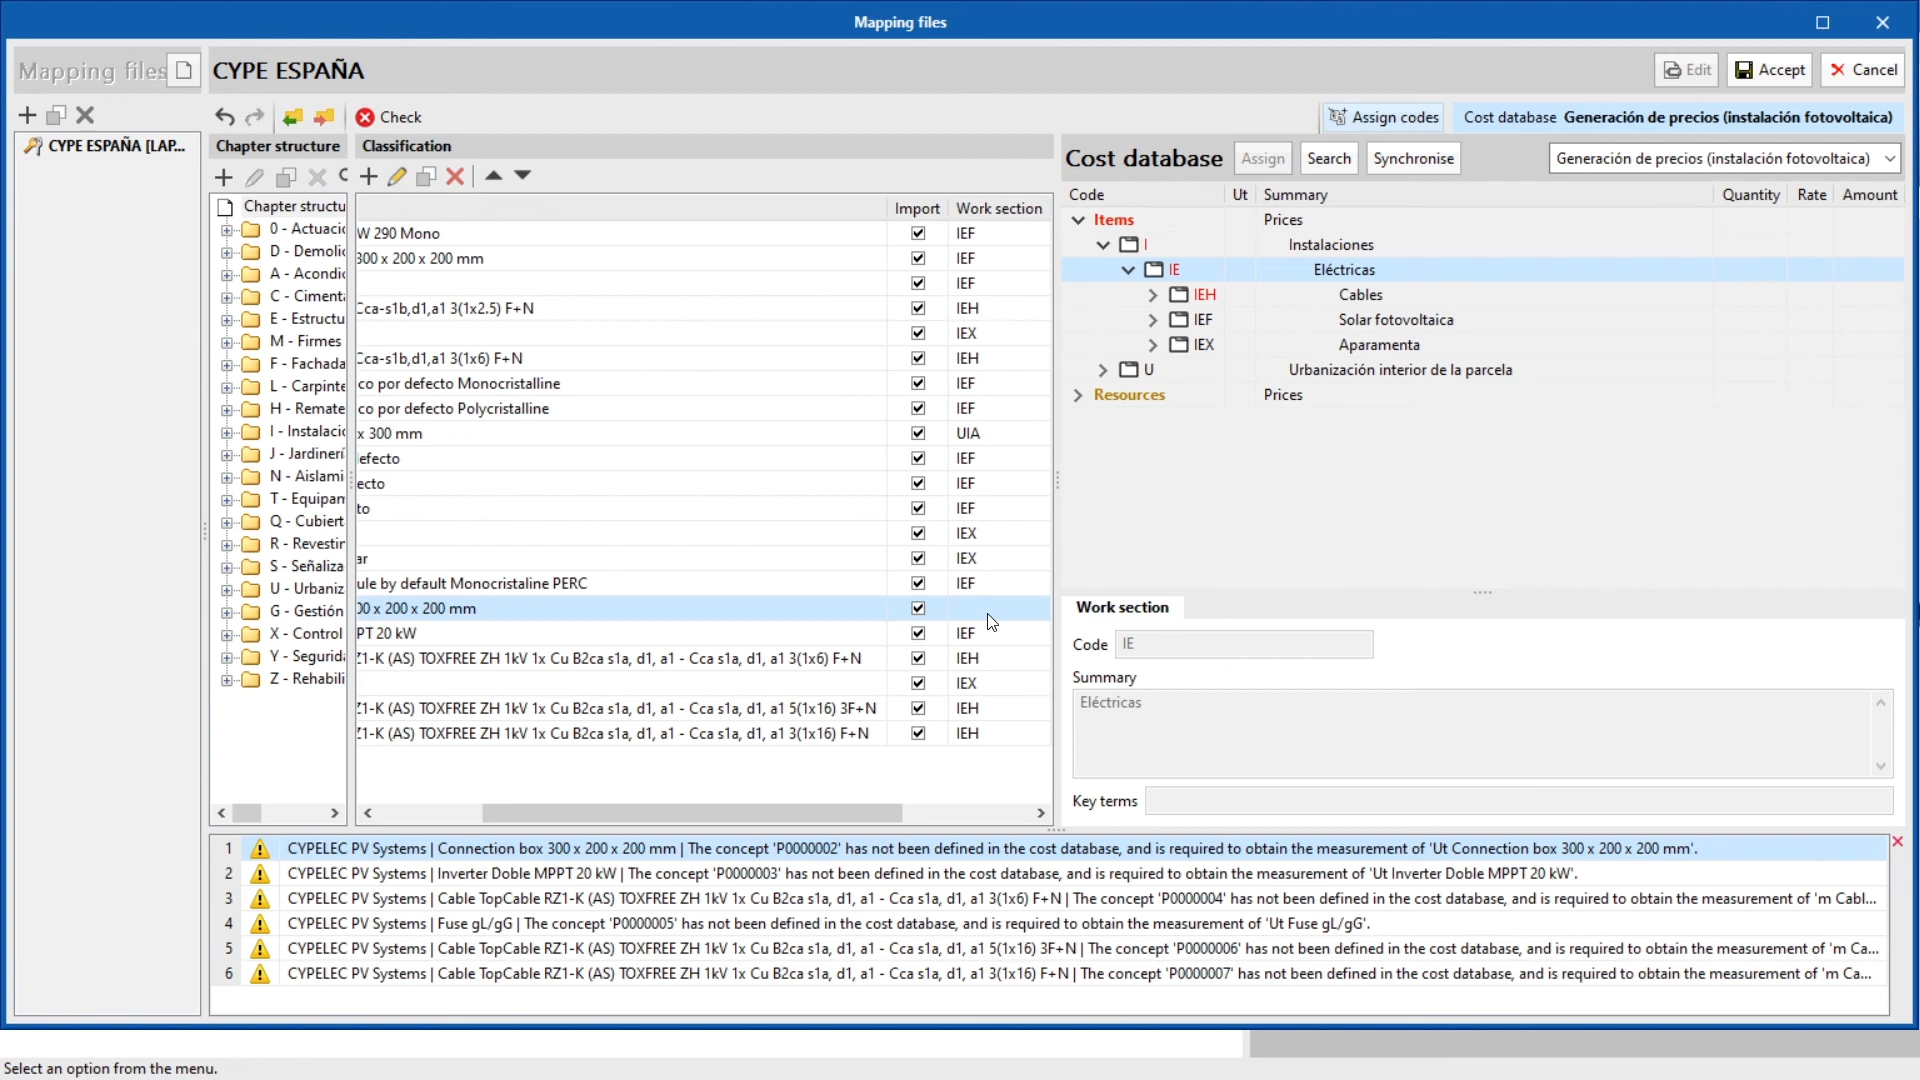 Mapping files
Mapping files
CYPE ESPAÑA
Edit
Accept
Cancel
CYPE ESPAÑA [LAP...
Check
Assign codes
Cost database Generación de precios (instalación fotovoltaica)
Chapter structure
Chapter structu
0 - Actuacio
D - Demolic
A - Acondic
C - Cimenta
E - Estructu
M - Firmes
F - Fachada
L - Carpinte
H - Remate
I - Instalacio
J - Jardinerí
N - Aislami
T - Equipam
Q - Cubiert
R - Revestir
S - Señaliza
U - Urbaniz
G - Gestión
X - Control
Y - Segurida
Z - Rehabili
Classification
Import Work section
W 290 Mono IEF
300 x 200 x 200 mm IEF
IEF
Cca-s1b,d1,a1 3(1x2.5) F+N IEH
IEX
Cca-s1b,d1,a1 3(1x6) F+N IEH
co por defecto Monocristalline IEF
co por defecto Polycristalline IEF
x 300 mm UIA
efecto IEF
ecto IEF
to IEF
IEX
ar IEX
ule by default Monocristaline PERC IEF
00 x 200 x 200 mm
PT 20 kW IEF
Z1-K (AS) TOXFREE ZH 1kV 1x Cu B2ca s1a, d1, a1 - Cca s1a, d1, a1 3(1x6) F+N IEH
IEX
Z1-K (AS) TOXFREE ZH 1kV 1x Cu B2ca s1a, d1, a1 - Cca s1a, d1, a1 5(1x16) 3F+N IEH
Z1-K (AS) TOXFREE ZH 1kV 1x Cu B2ca s1a, d1, a1 - Cca s1a, d1, a1 3(1x16) F+N IEH
Cost database
Assign
Search
Synchronise
Generación de precios (instalación fotovoltaica)
Code Ut Summary Quantity Rate Amount
Items Prices
I Instalaciones
IE Eléctricas
IEH Cables
IEF Solar fotovoltaica
IEX Aparamenta
U Urbanización interior de la parcela
Resources Prices
Work section
Code IE
Summary
Eléctricas
Key terms
1 CYPELEC PV Systems | Connection box 300 x 200 x 200 mm | The concept 'P0000002' has not been defined in the cost database, and is required to obtain the measurement of 'Ut Connection box 300 x 200 x 200 mm'.
2 CYPELEC PV Systems | Inverter Doble MPPT 20 kW | The concept 'P0000003' has not been defined in the cost database, and is required to obtain the measurement of 'Ut Inverter Doble MPPT 20 kW'.
3 CYPELEC PV Systems | Cable TopCable RZ1-K (AS) TOXFREE ZH 1kV 1x Cu B2ca s1a, d1, a1 - Cca s1a, d1, a1 3(1x6) F+N | The concept 'P0000004' has not been defined in the cost database, and is required to obtain the measurement of 'm Cabl...
4 CYPELEC PV Systems | Fuse gL/gG | The concept 'P0000005' has not been defined in the cost database, and is required to obtain the measurement of 'Ut Fuse gL/gG'.
5 CYPELEC PV Systems | Cable TopCable RZ1-K (AS) TOXFREE ZH 1kV 1x Cu B2ca s1a, d1, a1 - Cca s1a, d1, a1 5(1x16) 3F+N | The concept 'P0000006' has not been defined in the cost database, and is required to obtain the measurement of 'm Ca...
6 CYPELEC PV Systems | Cable TopCable RZ1-K (AS) TOXFREE ZH 1kV 1x Cu B2ca s1a, d1, a1 - Cca s1a, d1, a1 3(1x16) F+N | The concept 'P0000007' has not been defined in the cost database, and is required to obtain the measurement of 'm Ca...
Select an option from the menu.